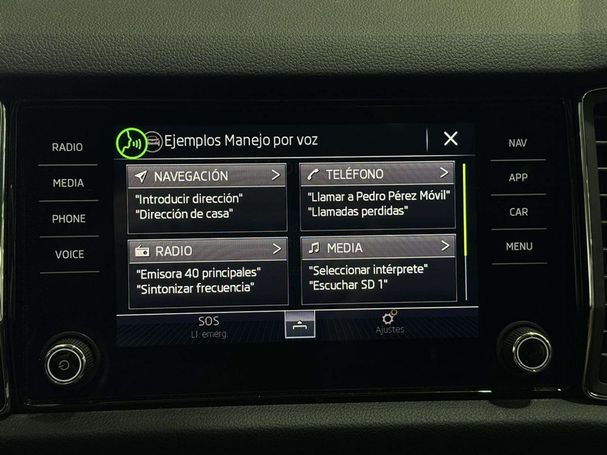 Ejemplos Manejo por voz
RADIO
MEDIA
PHONE
VOICE
NAVEGACIÓN
"Introducir dirección"
"Dirección de casa"
TELÉFONO
"Llamar a Pedro Pérez Móvil"
"Llamadas perdidas"
RADIO
"Emisora 40 principales"
"Sintonizar frecuencia"
MEDIA
"Seleccionar intérprete"
"Escuchar SD 1"
SOS
Ll. emerg.
Ajustes
NAV
APP
CAR
MENU